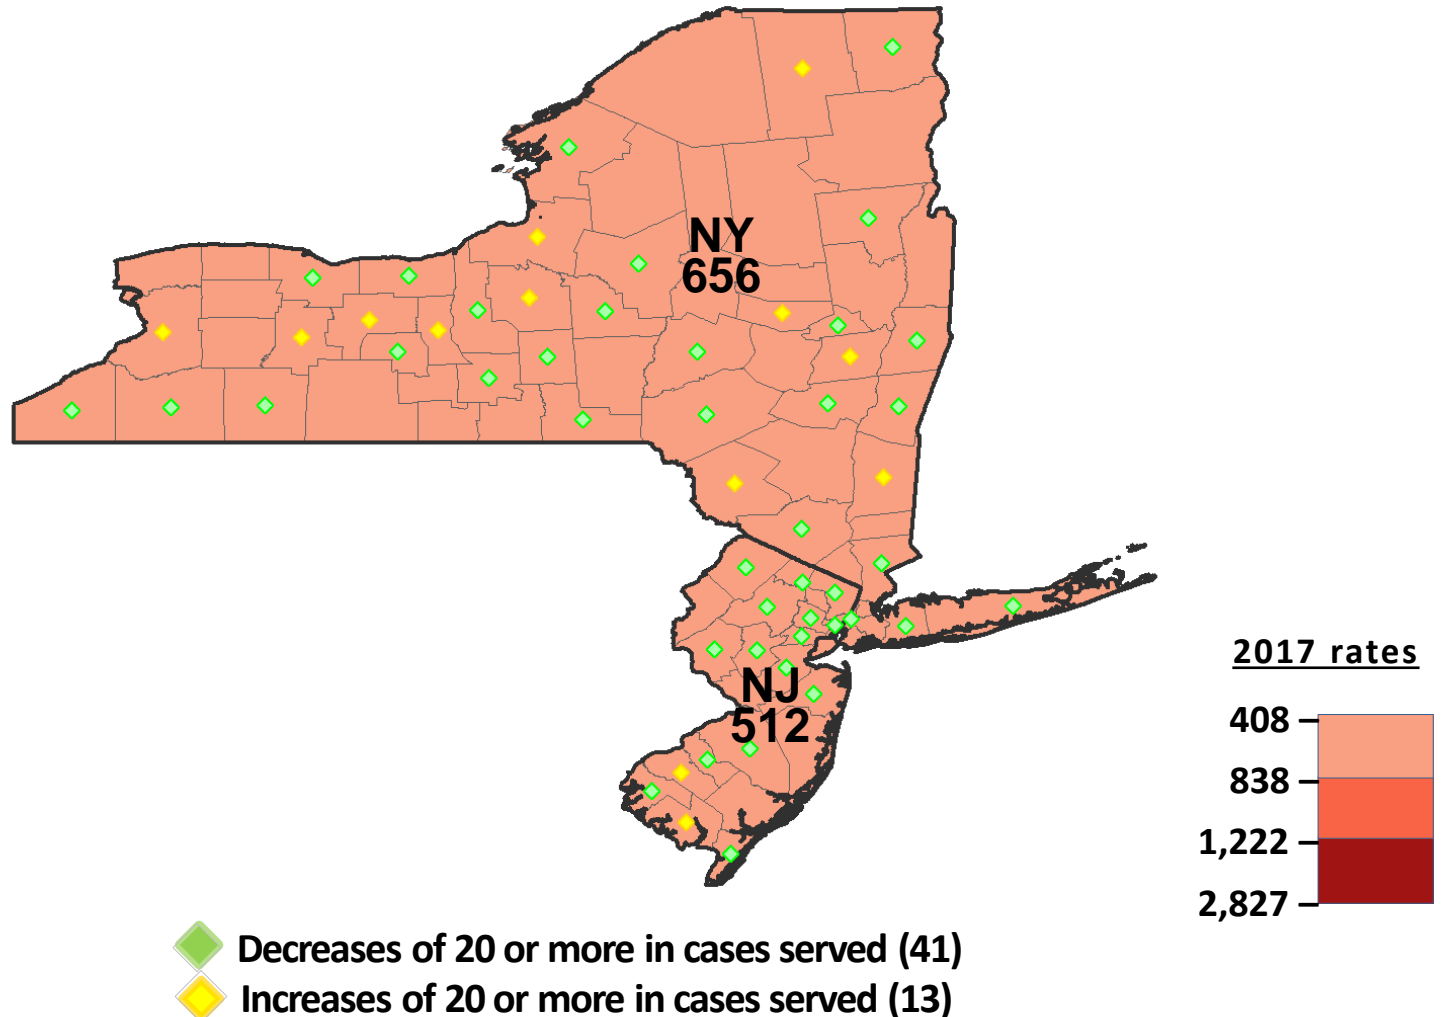 NY
656
NJ
512
2017 rates
408
838
1,222
2,827
Decreases of 20 or more in cases served (41)
Increases of 20 or more in cases served (13)